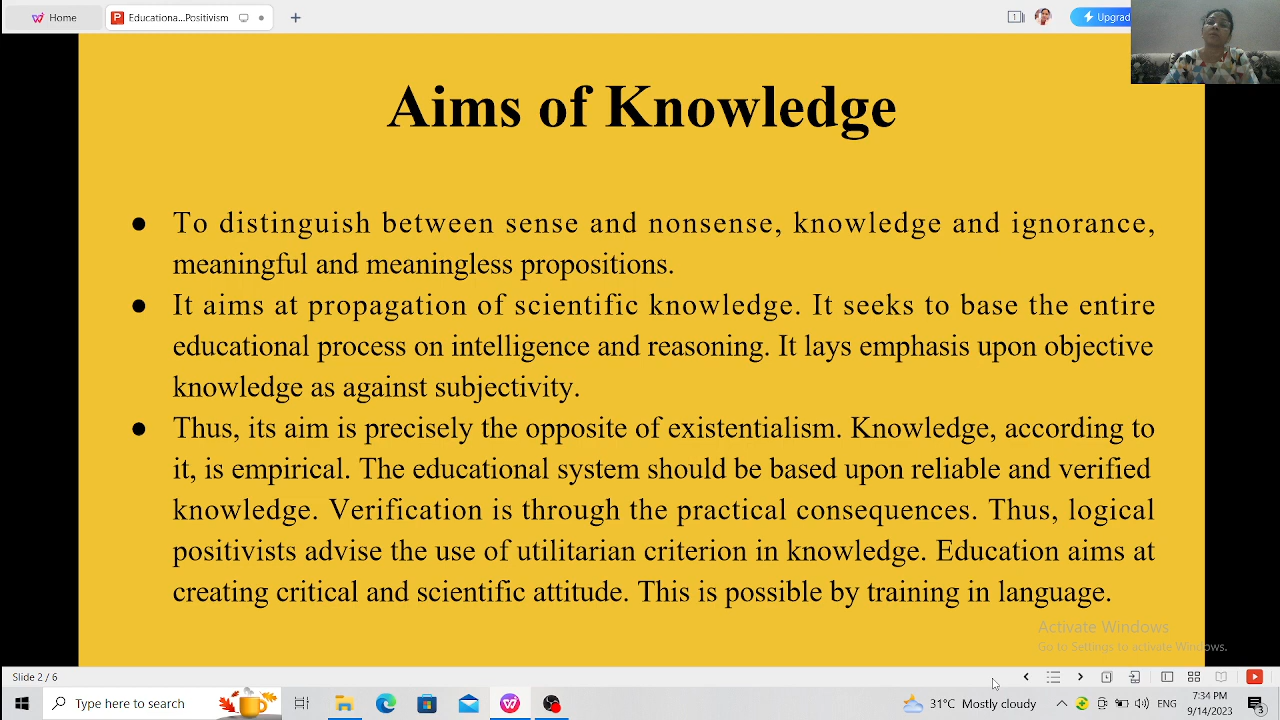 Home
Educationa...Positivism
1
Upgrad
Aims of Knowledge
● To distinguish between sense and nonsense, knowledge and ignorance,
meaningful and meaningless propositions.
● It aims at propagation of scientific knowledge. It seeks to base the entire
educational process on intelligence and reasoning. It lays emphasis upon objective
knowledge as against subjectivity.
● Thus, its aim is precisely the opposite of existentialism. Knowledge, according to
it, is empirical. The educational system should be based upon reliable and verified
knowledge. Verification is through the practical consequences. Thus, logical
positivists advise the use of utilitarian criterion in knowledge. Education aims at
creating critical and scientific attitude. This is possible by training in language.
Activate Windows
Go to Settings to activate Windows.
Slide 2 / 6
Type here to search
31°C Mostly cloudy
ENG
7:34 PM
9/14/2023
3